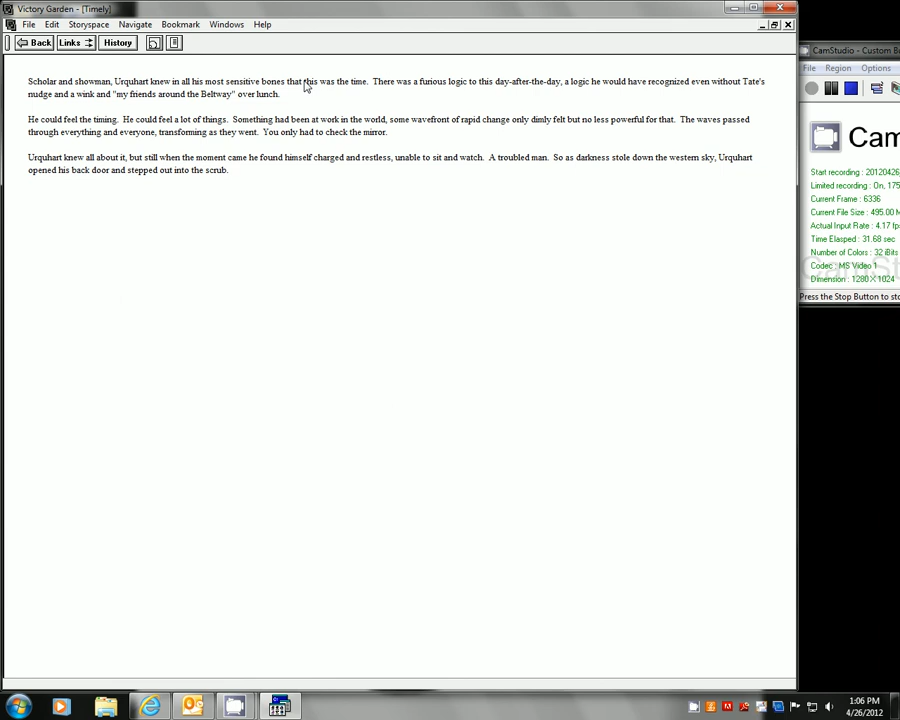 Victory Garden - [Timely]
File Edit Storyspace Navigate Bookmark Windows Help
Back Links History
Scholar and showman, Urquhart knew in all his most sensitive bones that this was the time. There was a furious logic to this day-after-the-day, a logic he would have recognized even without Tate's
nudge and a wink and "my friends around the Beltway" over lunch.
He could feel the timing. He could feel a lot of things. Something had been at work in the world, some wavefront of rapid change only dimly felt but no less powerful for that. The waves passed
through everything and everyone, transforming as they went. You only had to check the mirror.
Urquhart knew all about it, but still when the moment came he found himself charged and restless, unable to sit and watch. A troubled man. So as darkness stole down the western sky, Urquhart
opened his back door and stepped out into the scrub.
CamStudio - Custom B
File Region Options
Cam
Start recording : 20120426
Limited recording : On, 175
Current Frame : 6336
Current File Size : 495.00 M
Actual Input Rate : 4.17 fp
Time Elasped : 31.68 sec
Number of Colors : 32 Bits
Codec : MS Video 1
Dimension : 1280 X 1024
CamSt
Press the Stop Button to sto
1:06 PM
4/26/2012